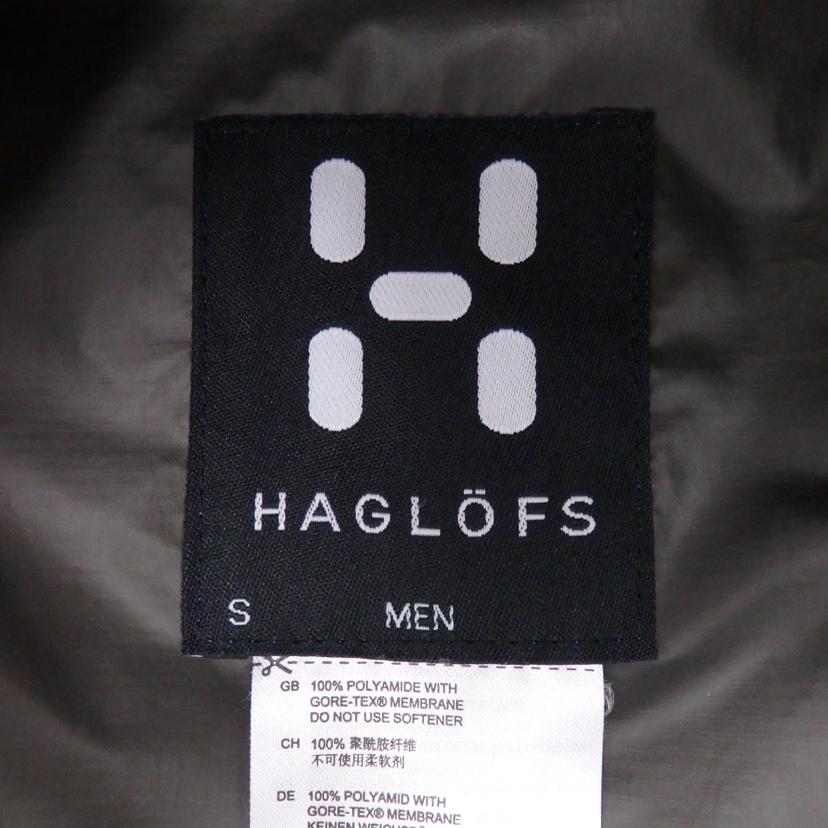 HAGLÖFS
S MEN
GB 100% POLYAMIDE WITH
GORE-TEX® MEMBRANE
DO NOT USE SOFTENER
CH 100% 聚酰胺纤维
不可使用柔软剂
DE 100% POLYAMID WITH
GORE-TEX® MEMBRANE
KEINEN